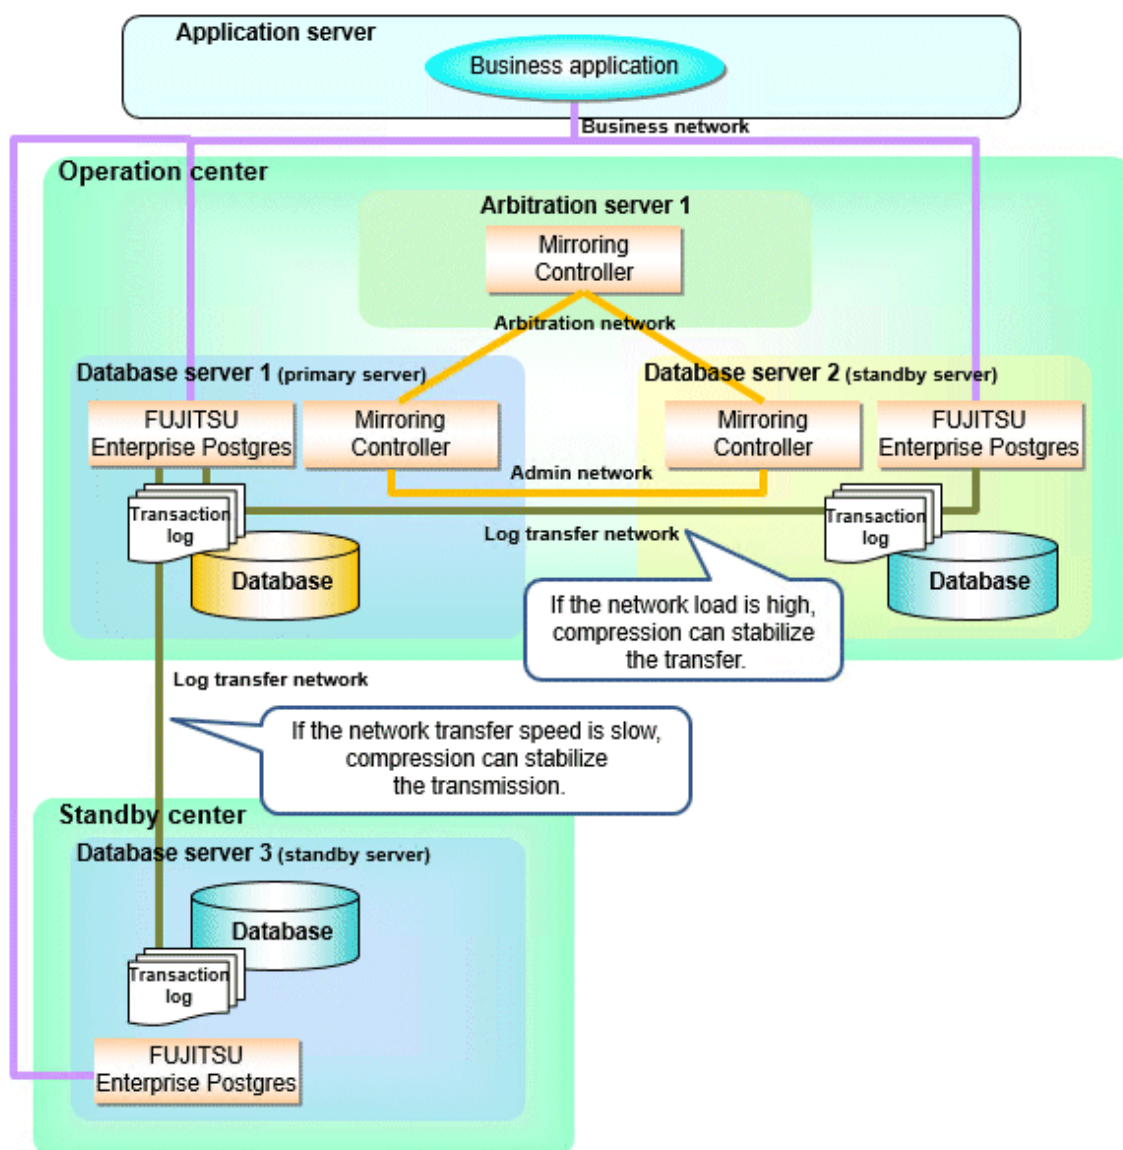 Application server
Business application
Business network
Operation center
Arbitration server 1
Mirroring
Controller
Arbitration network
Database server 1 (primary server)
Database server 2 (standby server)
FUJITSU
Enterprise Postgres
Mirroring
Controller
Mirroring
Controller
FUJITSU
Enterprise Postgres
Admin network
Transaction
log
Log transfer network
Transaction
log
Database
Database
If the network load is high,
compression can stabilize
the transfer.
Log transfer network
If the network transfer speed is slow,
compression can stabilize
the transmission.
Standby center
Database server 3 (standby server)
Database
Transaction
log
FUJITSU
Enterprise Postgres